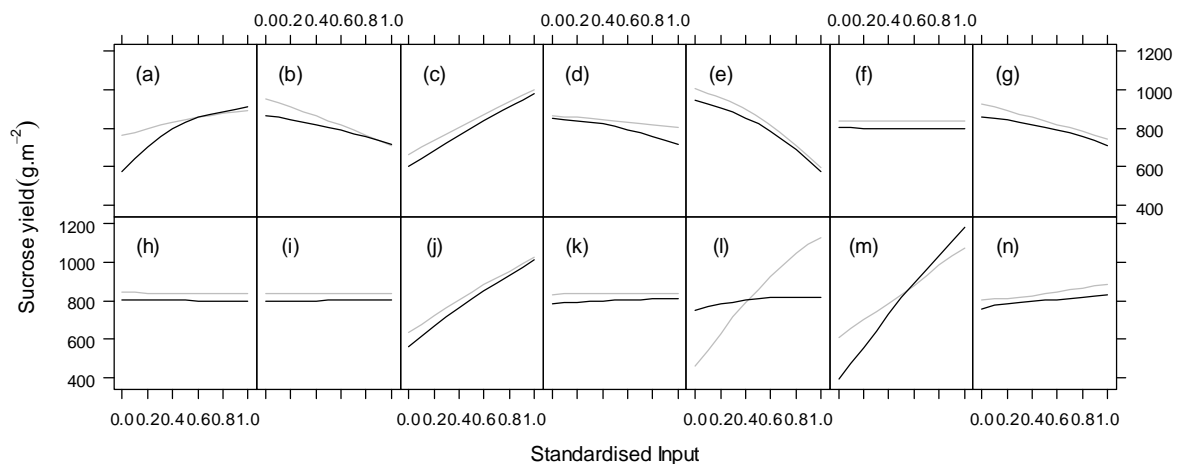 0.00.20.40.60.81.0 0.00.20.40.60.81.0 0.00.20.40.60.81.0
(a) (b) (c) (d) (e) (f) (g)
1200
1000
800
600
400
Sucrose yield (g.m−2)
(h) (i) (j) (k) (l) (m) (n)
1200
1000
800
600
400
0.00.20.40.60.81.0 0.00.20.40.60.81.0 0.00.20.40.60.81.0 0.00.20.40.60.81.0
Standardised Input